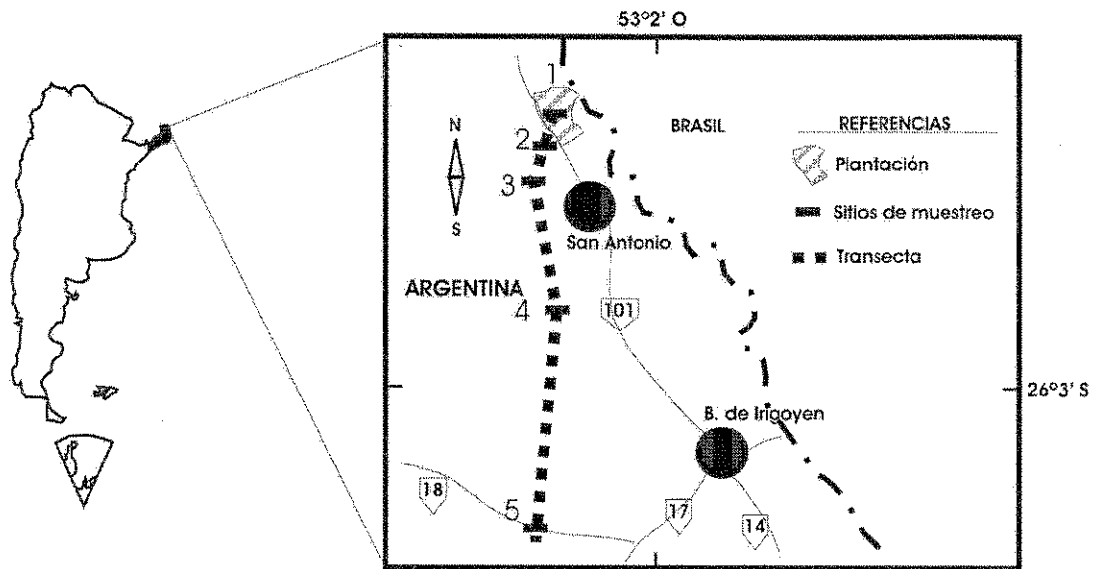 53°2' O
1
N
BRASIL
REFERENCIAS
2
Plantación
3
S
Sitios de muestreo
San Antonio
Transecta
ARGENTINA
4
101
26°3' S
B. de Irigoyen
18
5
17
14